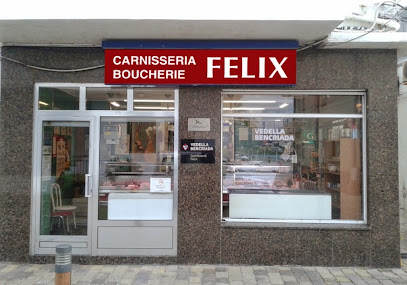 CARNISSERIA
BOUCHERIE
FELIX
VEDELLA
BENCRIADA
VEDELLA
BENCRIADA